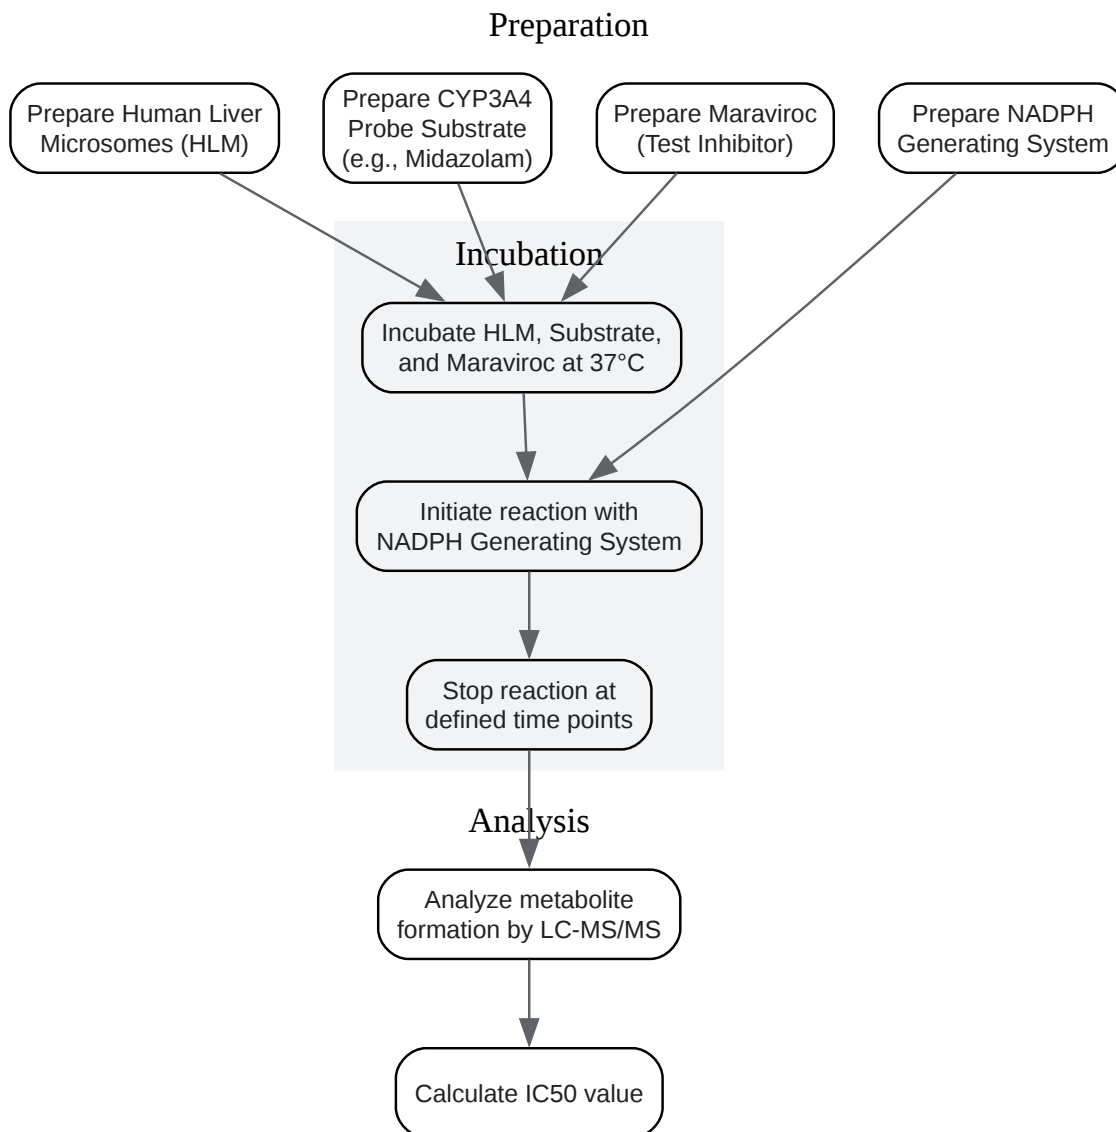 Preparation
Prepare Human Liver
Microsomes (HLM)
Prepare CYP3A4
Probe Substrate
(e.g., Midazolam)
Prepare Maraviroc
(Test Inhibitor)
Prepare NADPH
Generating System
Incubation
Incubate HLM, Substrate,
and Maraviroc at 37°C
Initiate reaction with
NADPH Generating System
Stop reaction at
defined time points
Analysis
Analyze metabolite
formation by LC-MS/MS
Calculate IC50 value